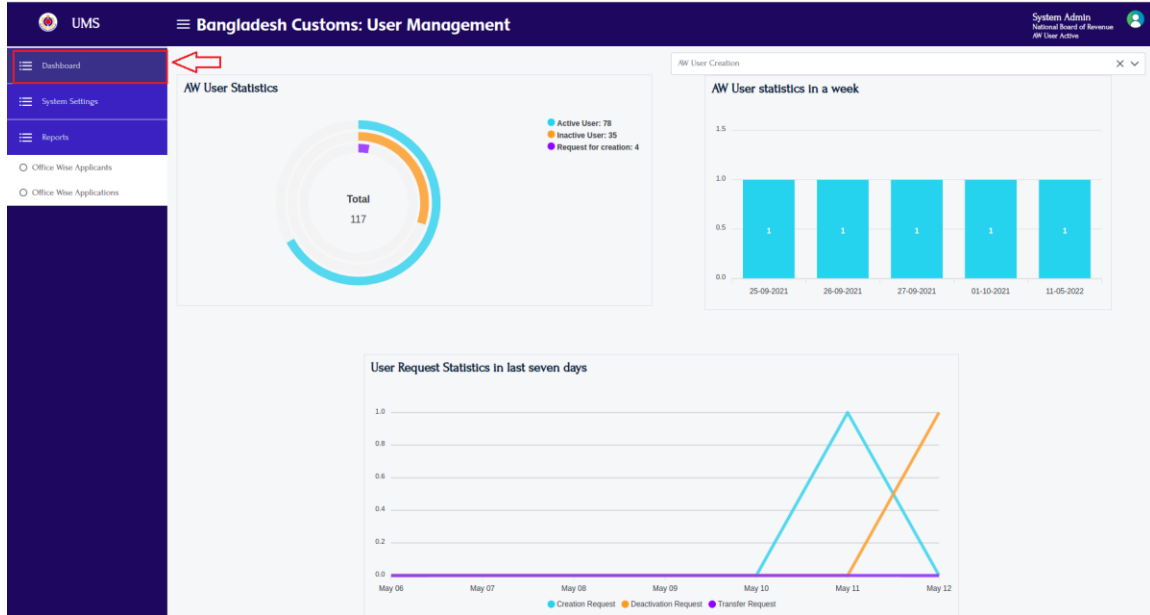 UMS
Bangladesh Customs: User Management
System Admin
National Board of Revenue
AW User Active
Dashboard
System Settings
Reports
Office Wise Applicants
Office Wise Applications
AW User Creation
AW User Statistics
Active User: 78
Inactive User: 35
Request for creation: 4
Total
117
AW User statistics in a week
1.5
1.0
0.5
0.0
1 1 1 1 1
25-09-2021 26-09-2021 27-09-2021 01-10-2021 11-05-2022
User Request Statistics in last seven days
1.0
0.8
0.6
0.4
0.2
0.0
May 06 May 07 May 08 May 09 May 10 May 11 May 12
Creation Request Deactivation Request Transfer Request